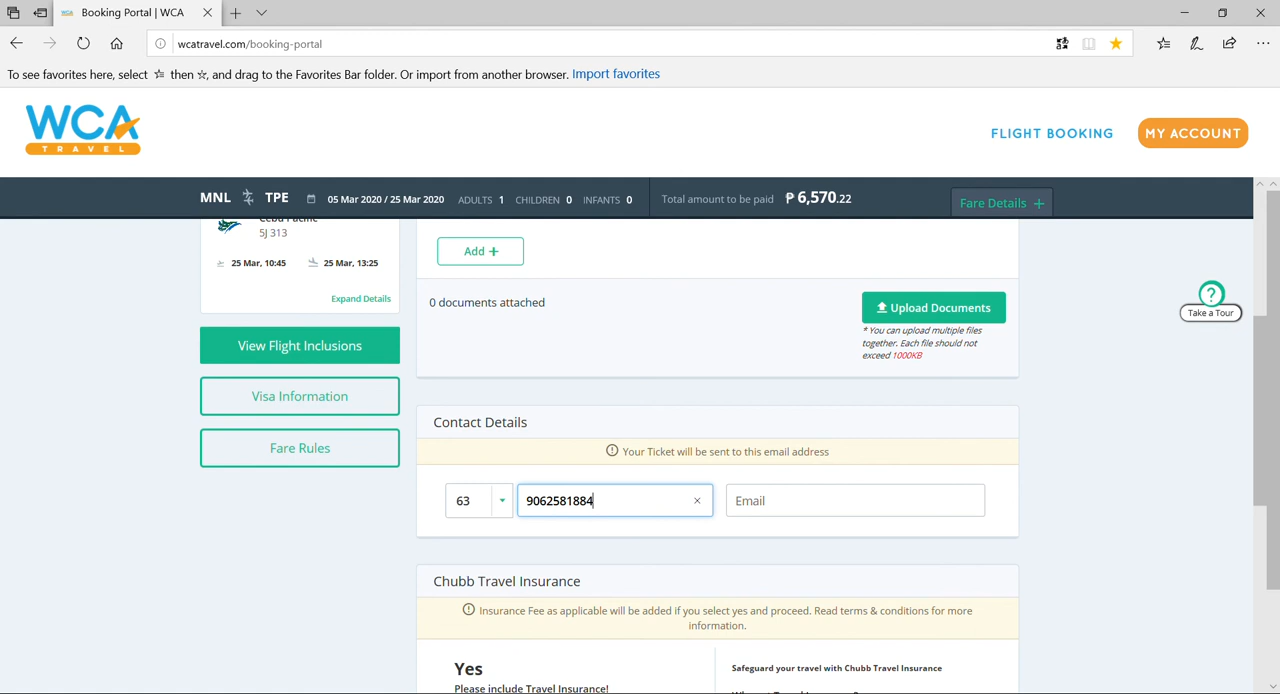 Booking Portal | WCA
wcatravel.com/booking-portal
To see favorites here, select then, and drag to the Favorites Bar folder. Or import from another browser. Import favorites
WCA
TRAVEL
FLIGHT BOOKING
MY ACCOUNT
MNL TPE 05 Mar 2020 / 25 Mar 2020 ADULTS 1 CHILDREN 0 INFANTS 0 Total amount to be paid ₱ 6,570.22 Fare Details +
Cebu Pacific
5J 313
25 Mar, 10:45 25 Mar, 13:25
Expand Details
View Flight Inclusions
Visa Information
Fare Rules
Add +
0 documents attached
Upload Documents
* You can upload multiple files
together. Each file should not
exceed 1000KB
?
Take a Tour
Contact Details
Your Ticket will be sent to this email address
63 9062581884 Email
Chubb Travel Insurance
Insurance Fee as applicable will be added if you select yes and proceed. Read terms & conditions for more
information.
Yes
Please include Travel Insurance!
Safeguard your travel with Chubb Travel Insurance